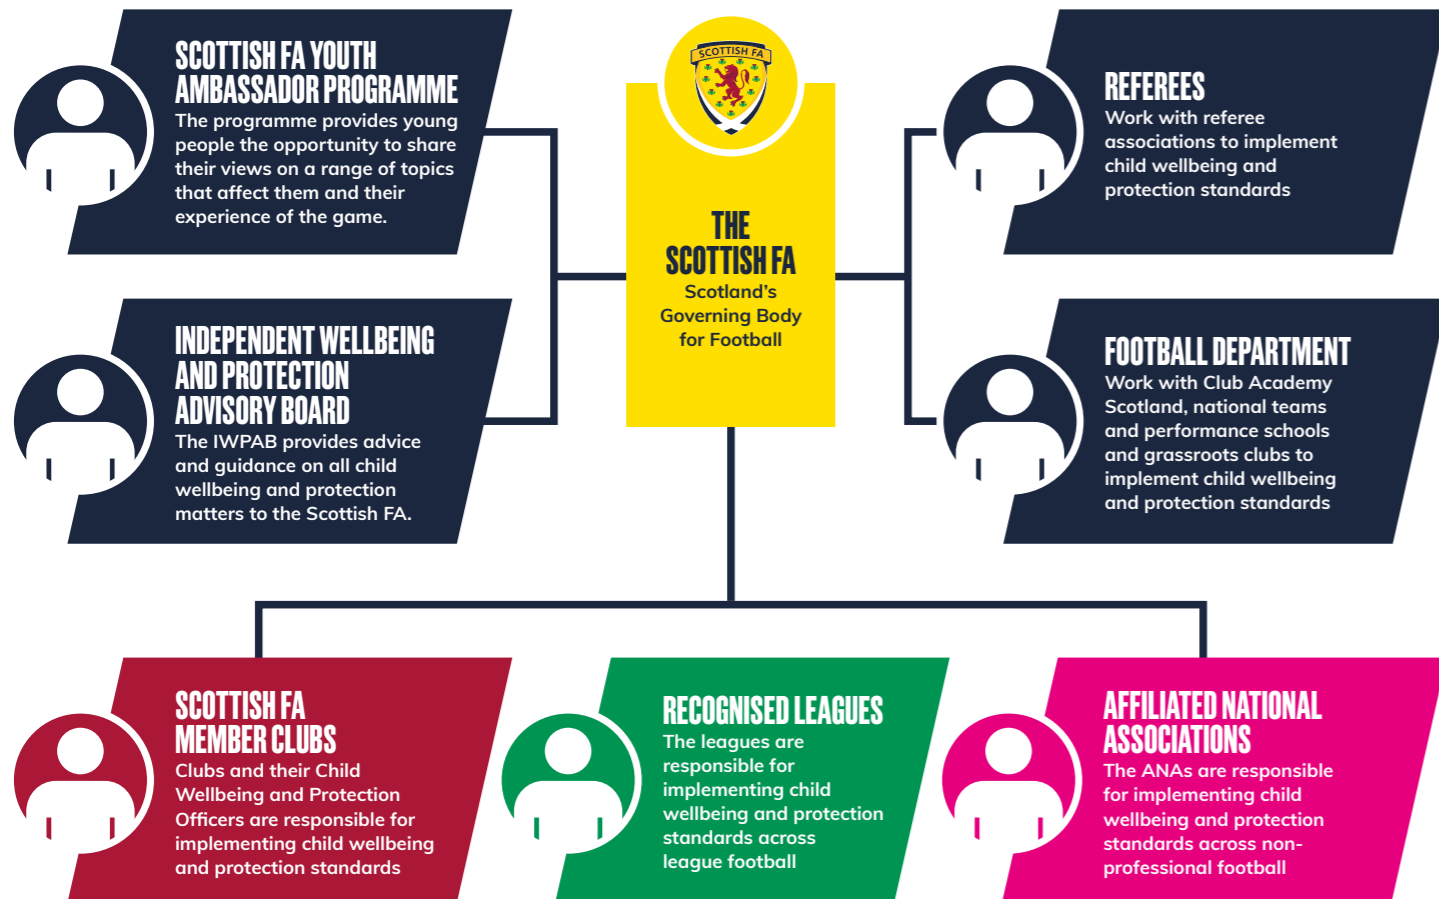 SCOTTISH FA YOUTH
AMBASSADOR PROGRAMME
The programme provides young
people the opportunity to share
their views on a range of topics
that affect them and their
experience of the game.
SCOTTISH FA
THE
SCOTTISH FA
Scotland's
Governing Body
for Football
REFEREES
Work with referee
associations to implement
child wellbeing and
protection standards
INDEPENDENT WELLBEING
AND PROTECTION
ADVISORY BOARD
The IWPAB provides advice
and guidance on all child
wellbeing and protection
matters to the Scottish FA.
FOOTBALL DEPARTMENT
Work with Club Academy
Scotland, national teams
and performance schools
and grassroots clubs to
implement child wellbeing
and protection standards
SCOTTISH FA
MEMBER CLUBS
Clubs and their Child
Wellbeing and Protection
Officers are responsible for
implementing child wellbeing
and protection standards
RECOGNISED LEAGUES
The leagues are
responsible for
implementing child
wellbeing and protection
standards across
league football
AFFILIATED NATIONAL
ASSOCIATIONS
The ANAs are responsible
for implementing child
wellbeing and protection
standards across non-
professional football